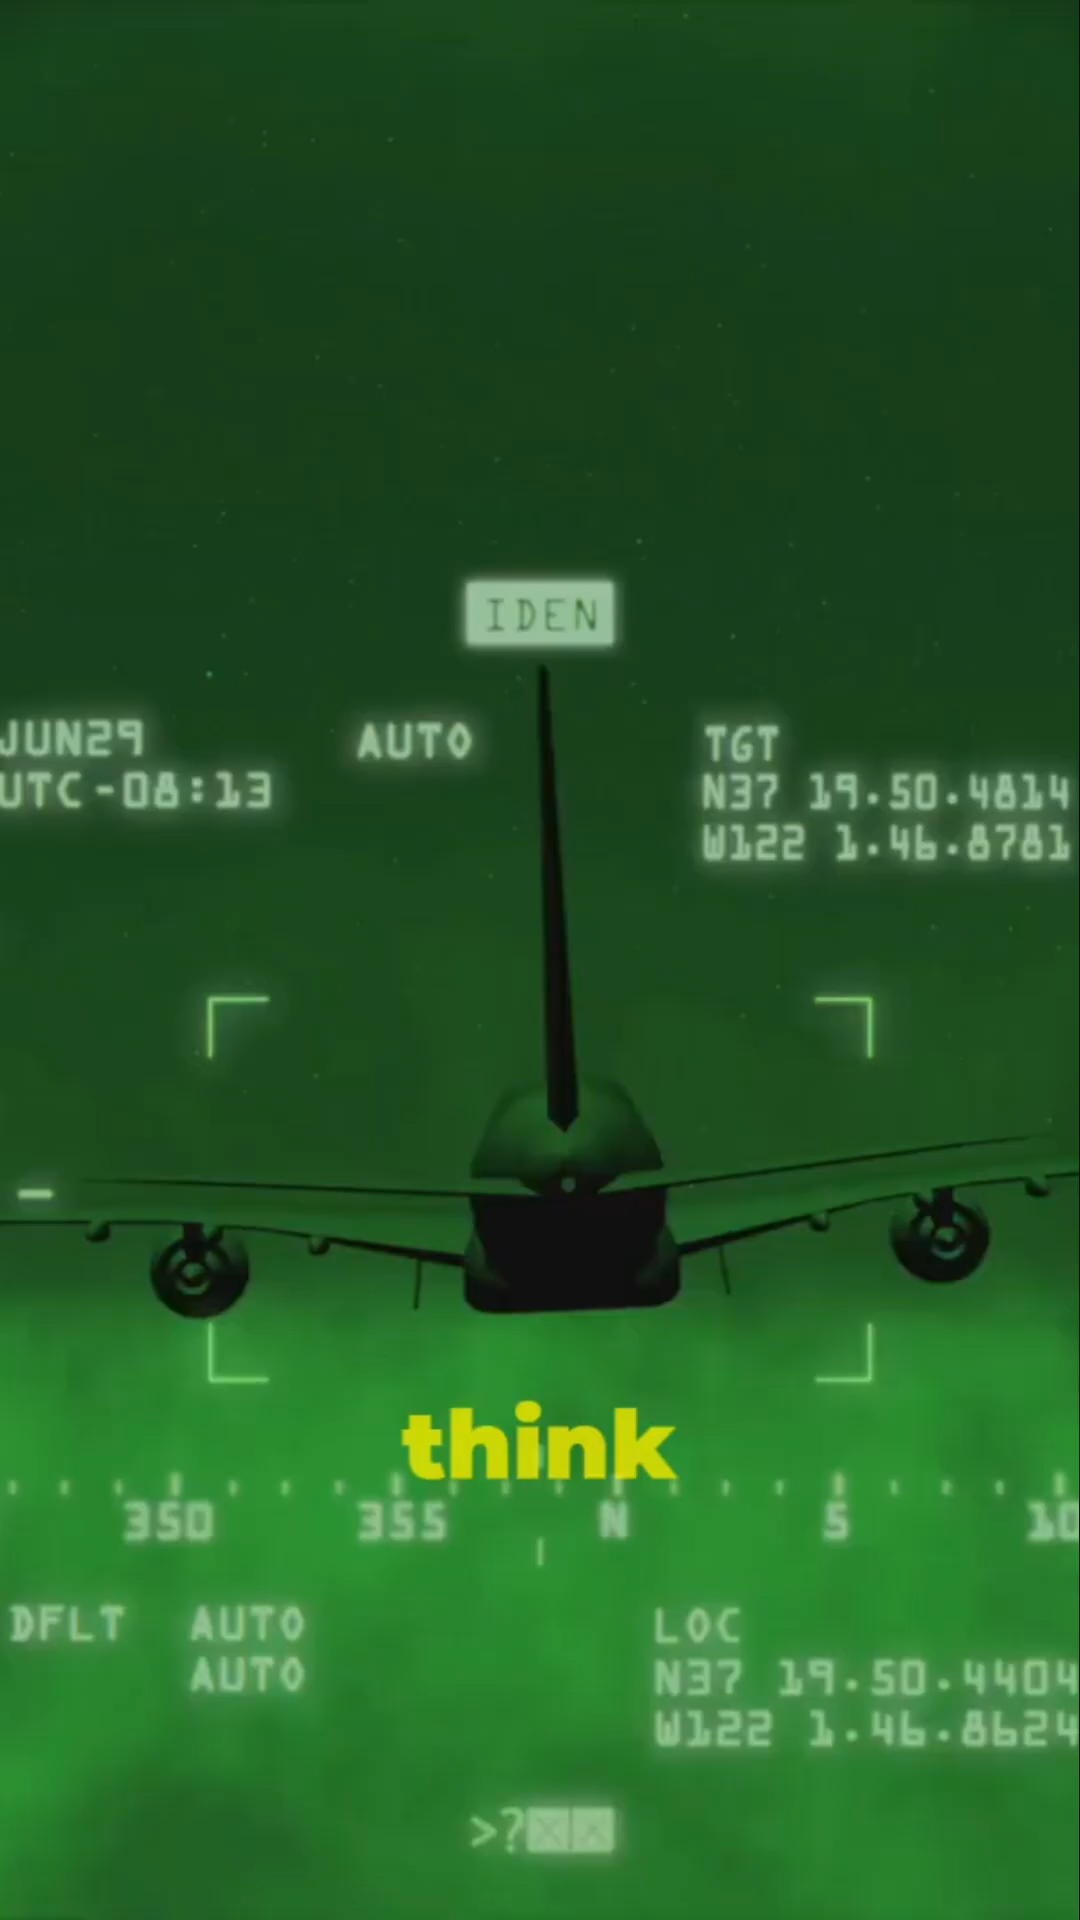 IDEN
JUN29
UTC-08:13
AUTO
TGT
N37 19.50.4814
W122 1.46.8781
think
350 355 N 5 10
DFLT AUTO
AUTO
LOC
N37 19.50.4404
W122 1.46.8624
>?